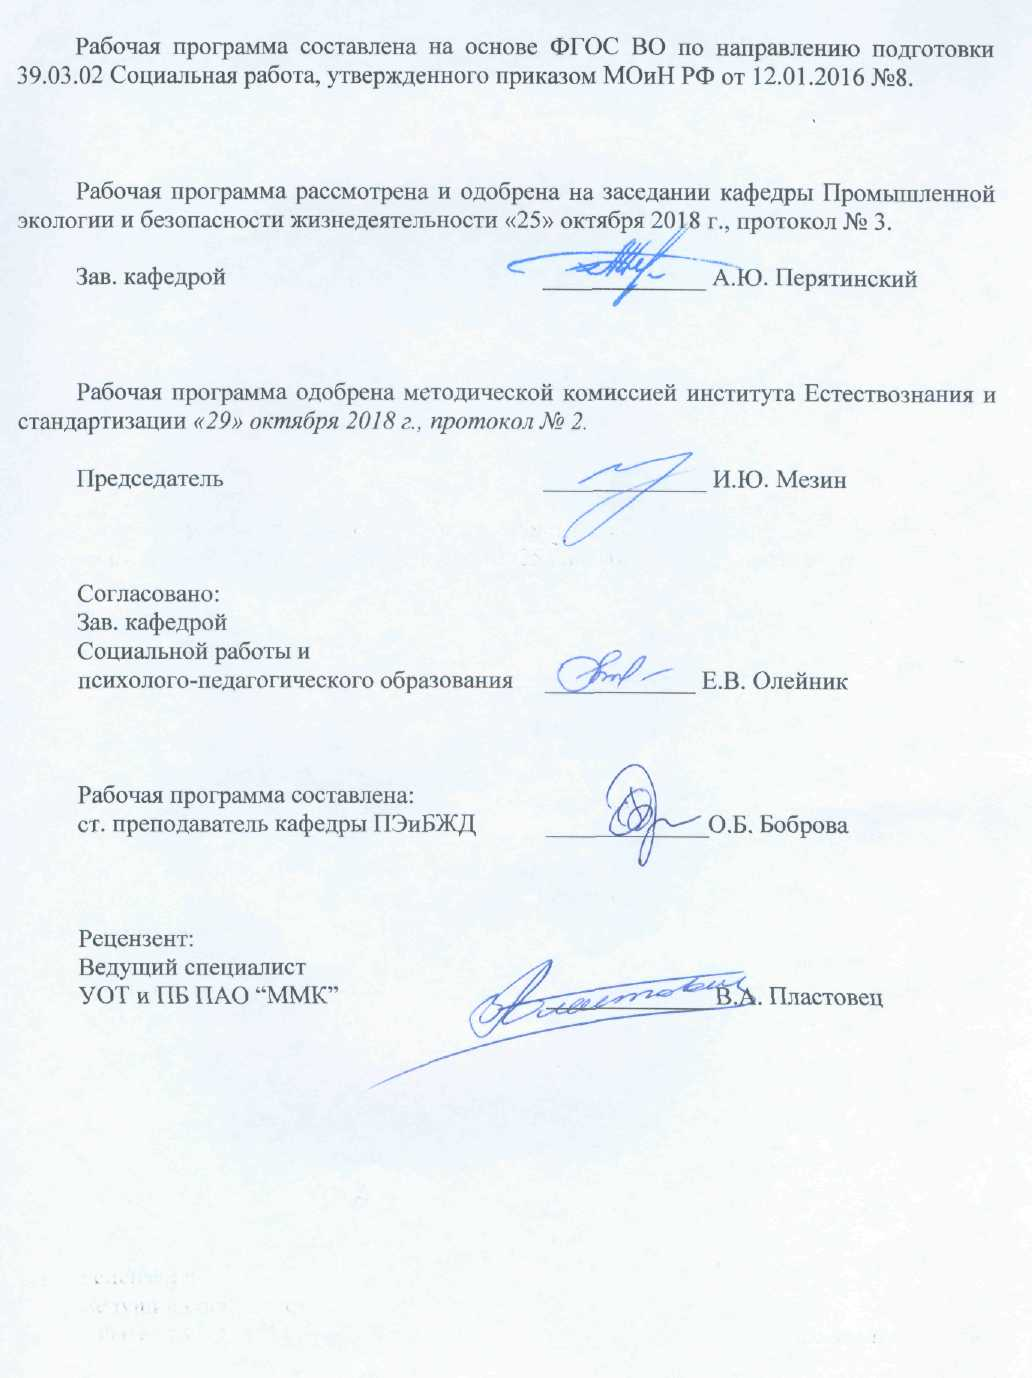 Рабочая программа составлена на основе ФГОС ВО по направлению подготовки
39.03.02 Социальная работа, утвержденного приказом МОиН РФ от 12.01.2016 №8.
Рабочая программа рассмотрена и одобрена на заседании кафедры Промышленной
экологии и безопасности жизнедеятельности «25» октября 2018 г., протокол № 3.
Зав. кафедрой А.Ю. Перятинский
Рабочая программа одобрена методической комиссией института Естествознания и
стандартизации «29» октября 2018 г., протокол № 2.
Председатель И.Ю. Мезин
Согласовано:
Зав. кафедрой
Социальной работы и
психолого-педагогического образования Е.В. Олейник
Рабочая программа составлена:
ст. преподаватель кафедры ПЭиБЖД О.Б. Боброва
Рецензент:
Ведущий специалист
УОТ и ПБ ПАО “ММК” В.А. Пластовец